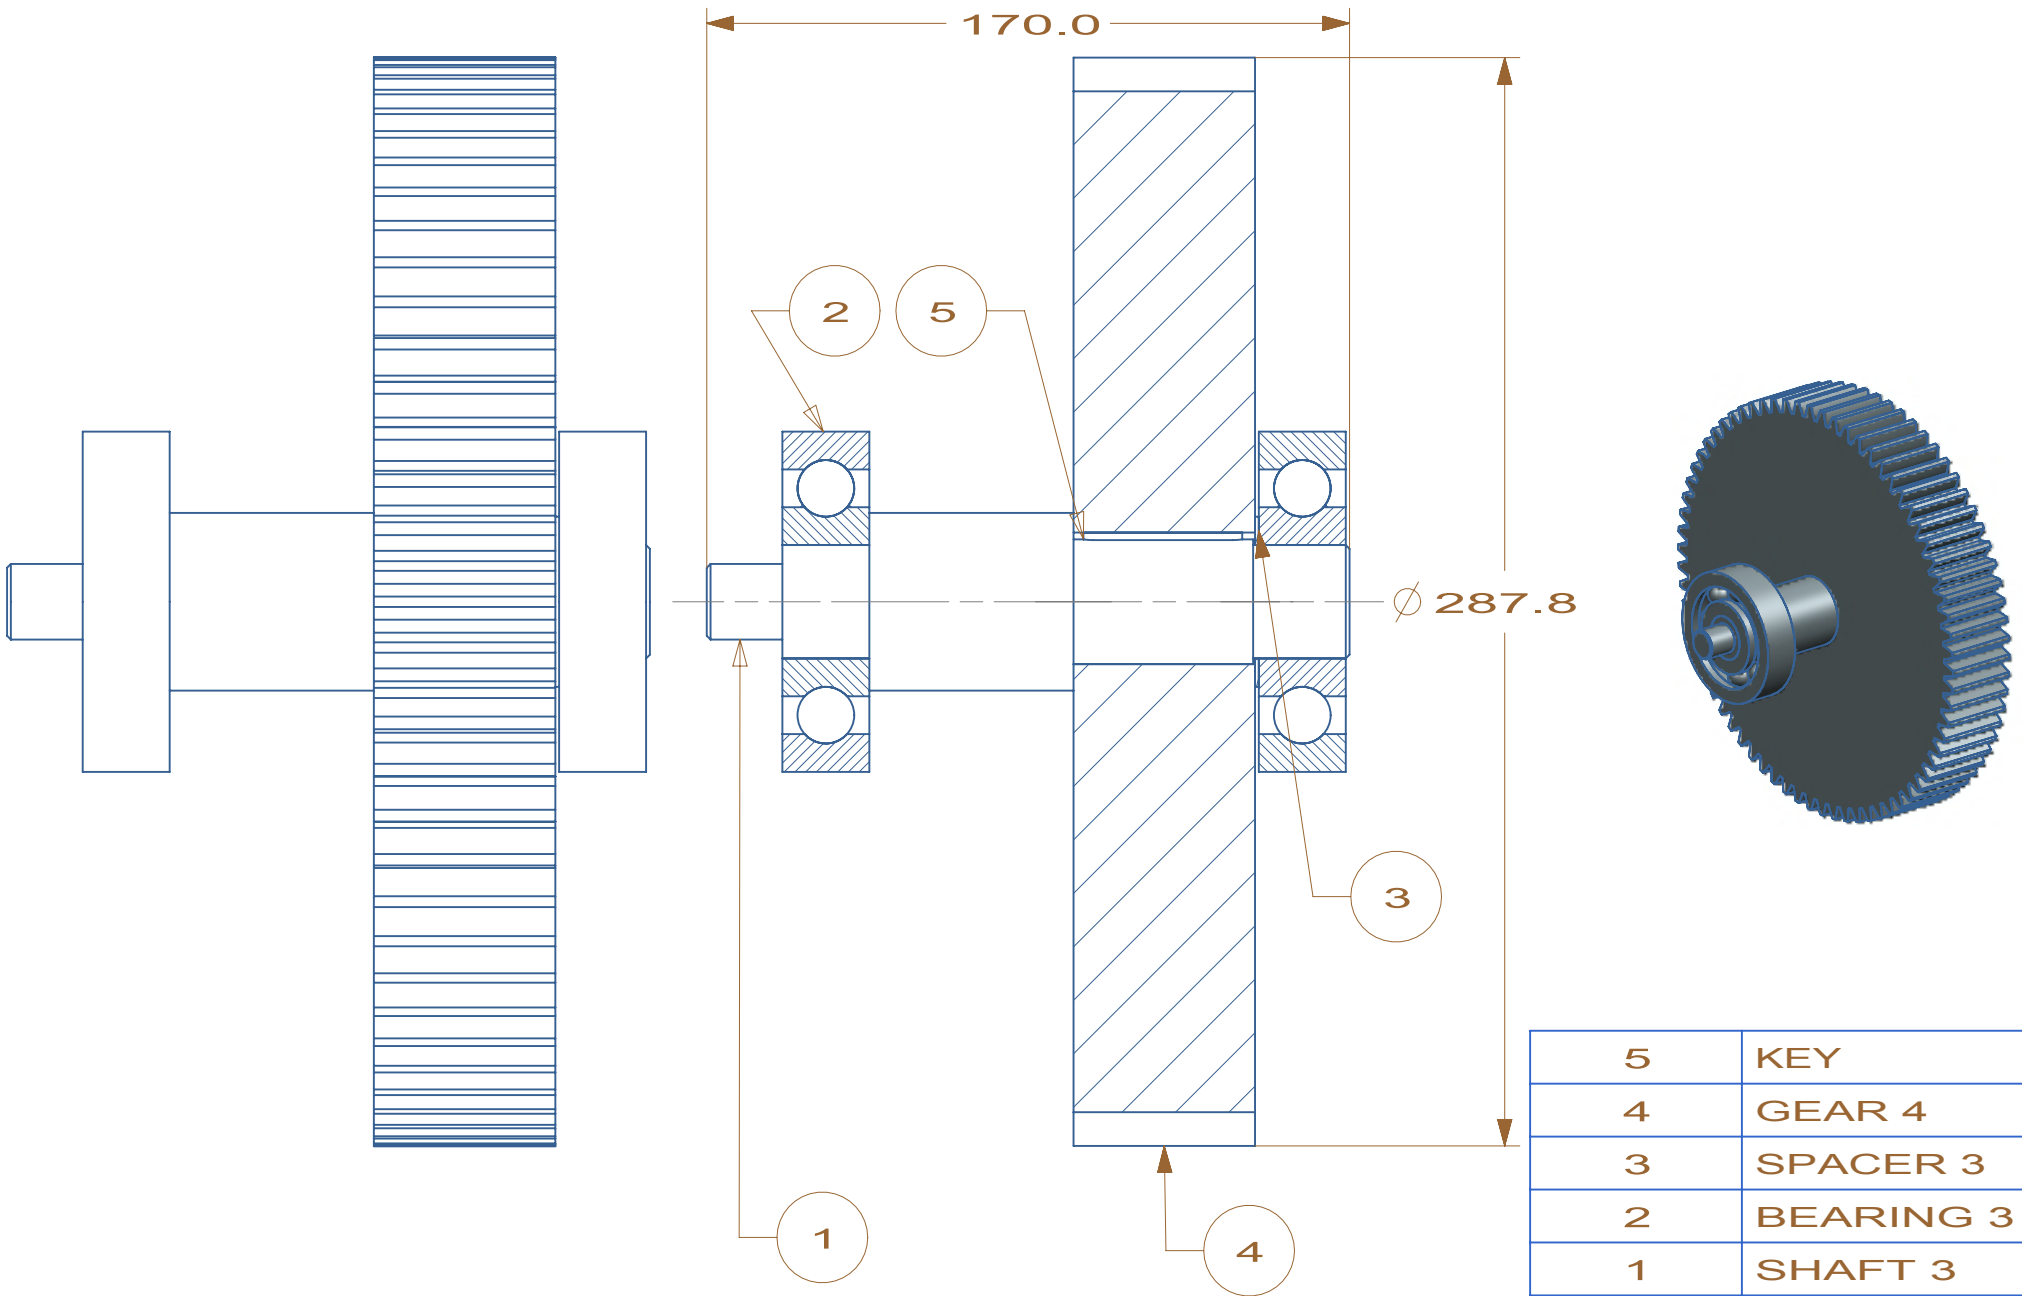 170.0
2
5
⌀ 287.8
3
1
4
5 KEY
4 GEAR 4
3 SPACER 3
2 BEARING 3
1 SHAFT 3